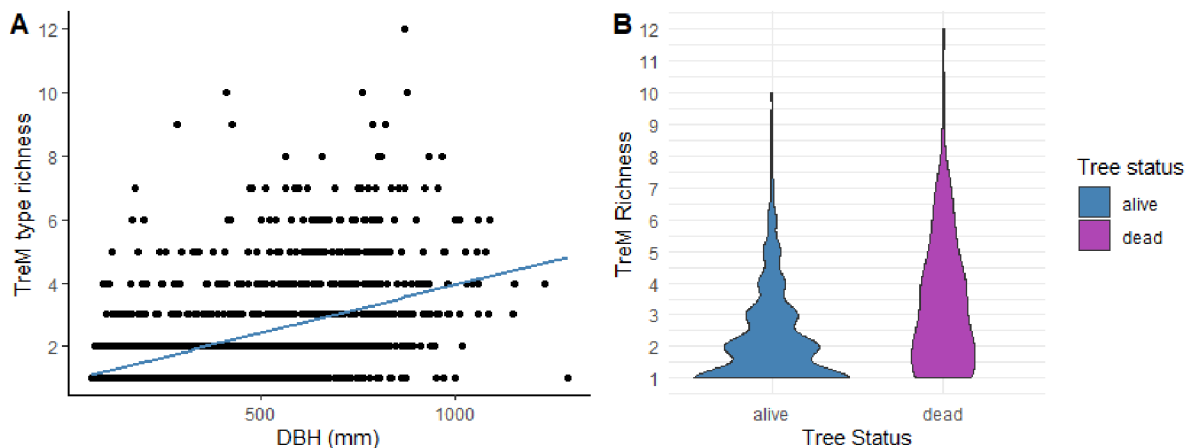 A
TreM type richness
12
10
8
6
4
2
500
1000
DBH (mm)
B
TreM Richness
12
11
10
9
8
7
6
5
4
3
2
1
alive
dead
Tree Status
Tree status
alive
dead